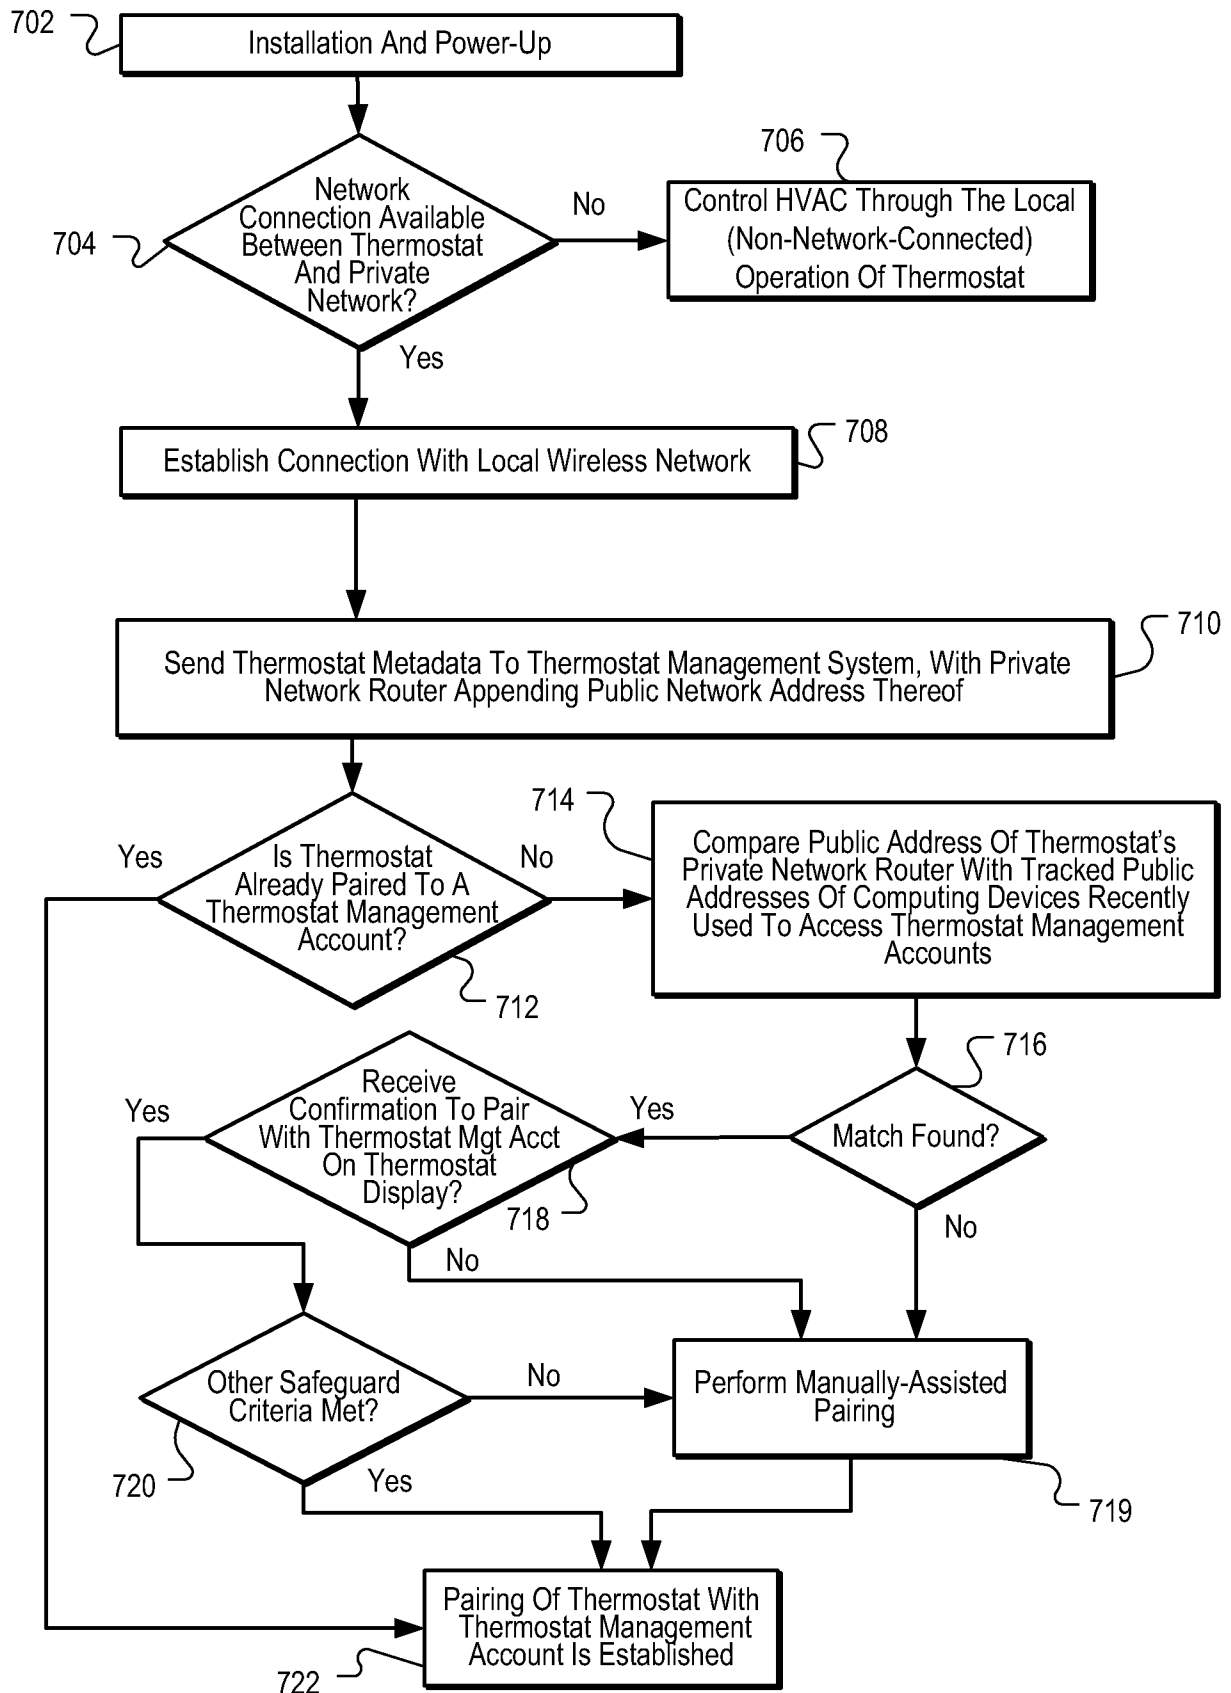 702
Installation And Power-Up
704
Network
Connection Available
Between Thermostat
And Private
Network?
No
706
Control HVAC Through The Local
(Non-Network-Connected)
Operation Of Thermostat
Yes
Establish Connection With Local Wireless Network
708
710
Send Thermostat Metadada To Thermostat Management System, With Private
Network Router Appending Public Network Address Thereof
Yes
Is Thermostat
Already Paired To A
Thermostat Management
Account?
712
No
714
Compare Public Address Of Thermostat's
Private Network Router With Tracked Public
Addresses Of Computing Devices Recently
Used To Access Thermostat Management
Accounts
716
Match Found?
Yes
No
Receive
Confirmation To Pair
With Thermostat Mgt Acct
On Thermostat
Display?
718
Yes
No
Other Safeguard
Criteria Met?
720
No
Yes
Perform Manually-Assisted
Pairing
719
Pairing Of Thermostat With
Thermostat Management
Account Is Established
722